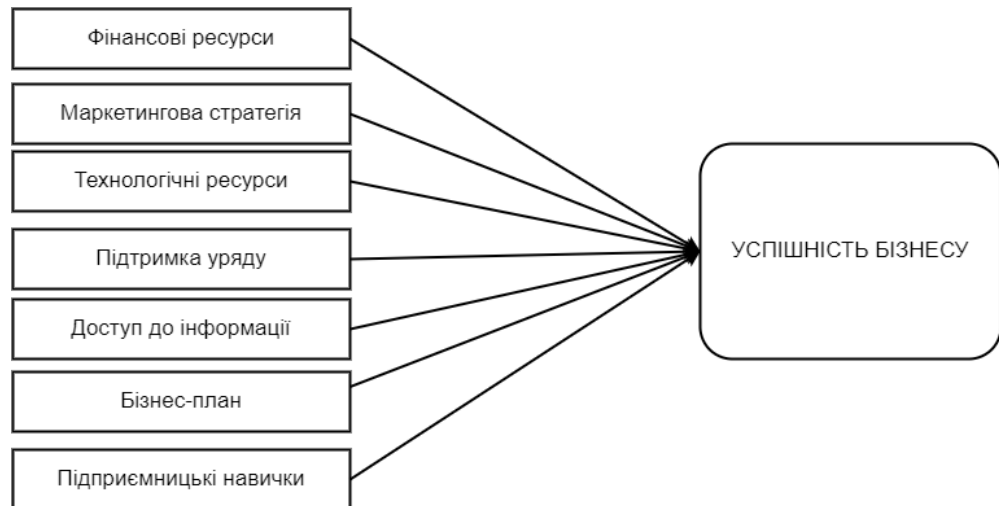 Фінансові ресурси
Маркетингова стратегія
Технологічні ресурси
Підтримка уряду
Доступ до інформації
Бізнес-план
Підприємницькі навички
УСПІШНІСТЬ БІЗНЕСУ